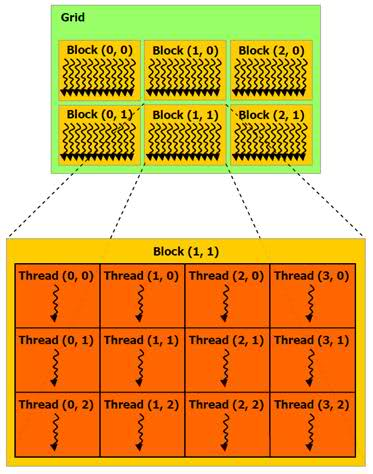 Grid
Block (0, 0) Block (1, 0) Block (2, 0)
Block (0, 1) Block (1, 1) Block (2, 1)
Block (1, 1)
Thread (0, 0) Thread (1, 0) Thread (2, 0) Thread (3, 0)
Thread (0, 1) Thread (1, 1) Thread (2, 1) Thread (3, 1)
Thread (0, 2) Thread (1, 2) Thread (2, 2) Thread (3, 2)